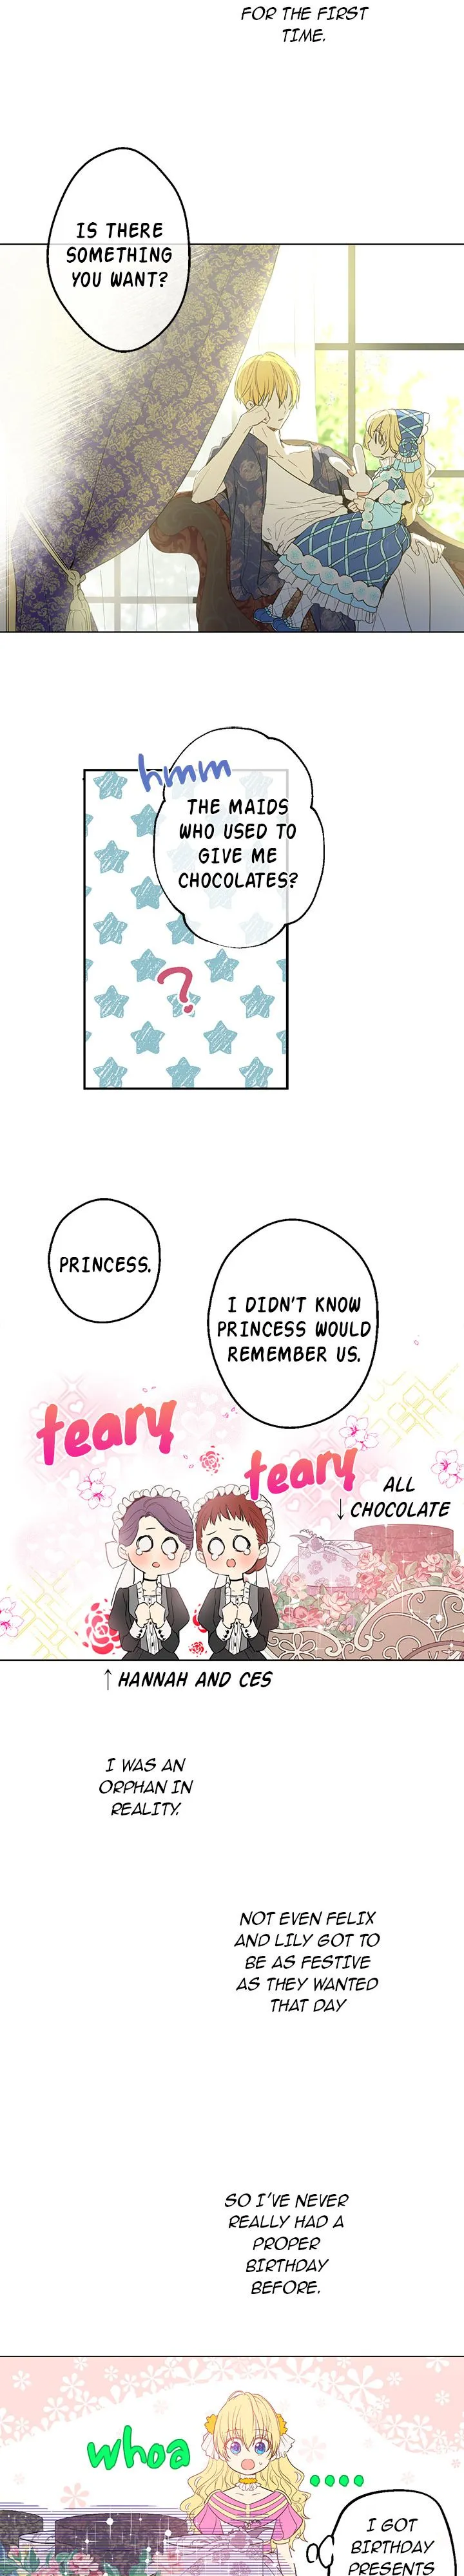 FOR THE FIRST
TIME.
IS THERE
SOMETHING
YOU WANT?
hmm
THE MAIDS
WHO USED TO
GIVE ME
CHOCOLATES?
?
PRINCESS.
I DIDN'T KNOW
PRINCESS WOULD
REMEMBER US.
teary
teary
ALL
↓CHOCOLATE
↑HANNAH AND CES
I WAS AN
ORPHAN IN
REALITY.
NOT EVEN FELIX
AND LILY GOT TO
BE AS FESTIVE
AS THEY WANTED
THAT DAY
SO I'VE NEVER
REALLY HAD A
PROPER
BIRTHDAY
BEFORE.
whoa
....
I GOT
BIRTHDAY
PRESENTS